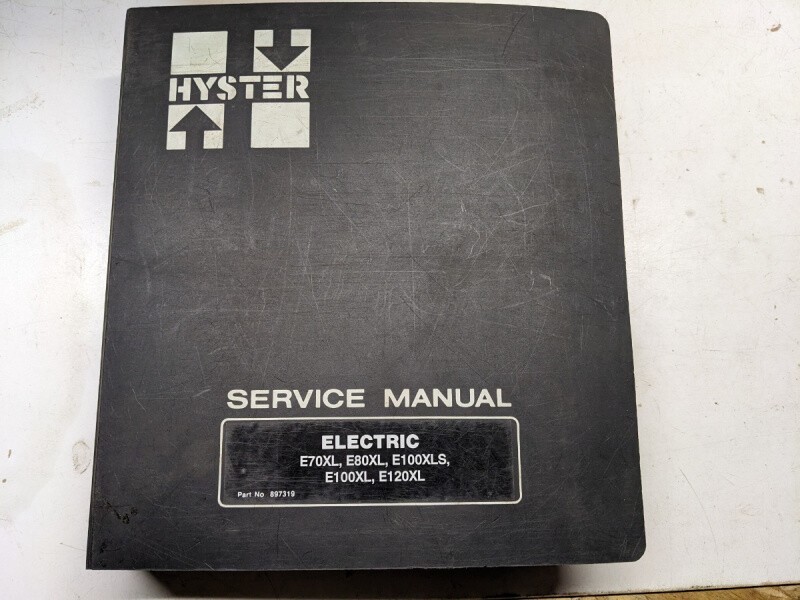 HYSTER
SERVICE MANUAL
ELECTRIC
E70XL, E80XL, E100XLS,
E100XL, E120XL
Part No 897319